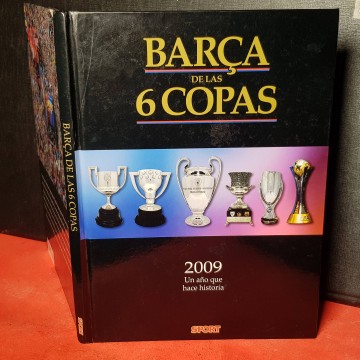 BARÇA
DE LAS
6 COPAS
2009
Un año que
hace historia
SPORT
BARÇA DE LAS 6 COPAS